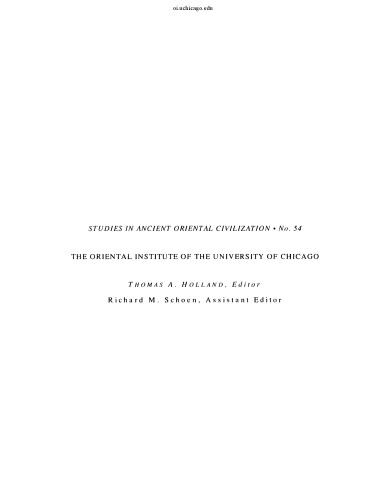 oi.uchicago.edu
STUDIES IN ANCIENT ORIENTAL CIVILIZATION • No. 54
THE ORIENTAL INSTITUTE OF THE UNIVERSITY OF CHICAGO
THOMAS A. HOLLAND, Editor
Richard M. Schoen, Assistant Editor